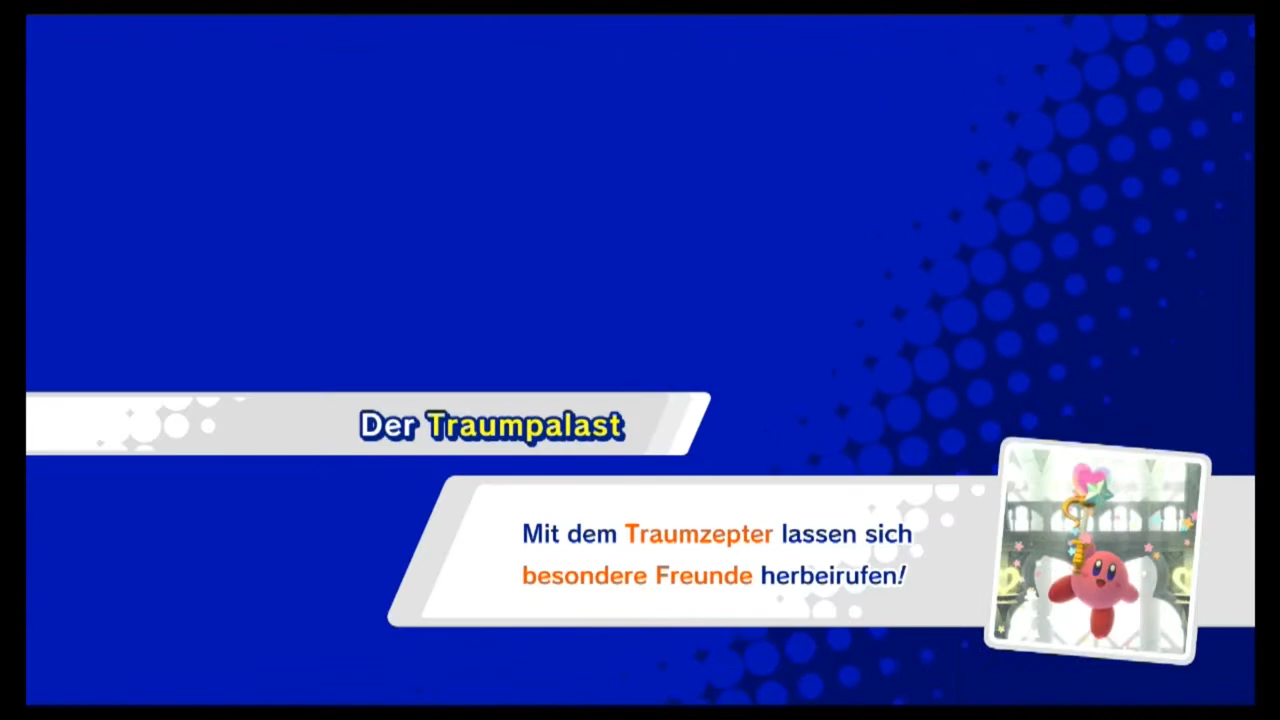 Der Traumpalast
Mit dem Traumzepter lassen sich
besondere Freunde herbeirufen!